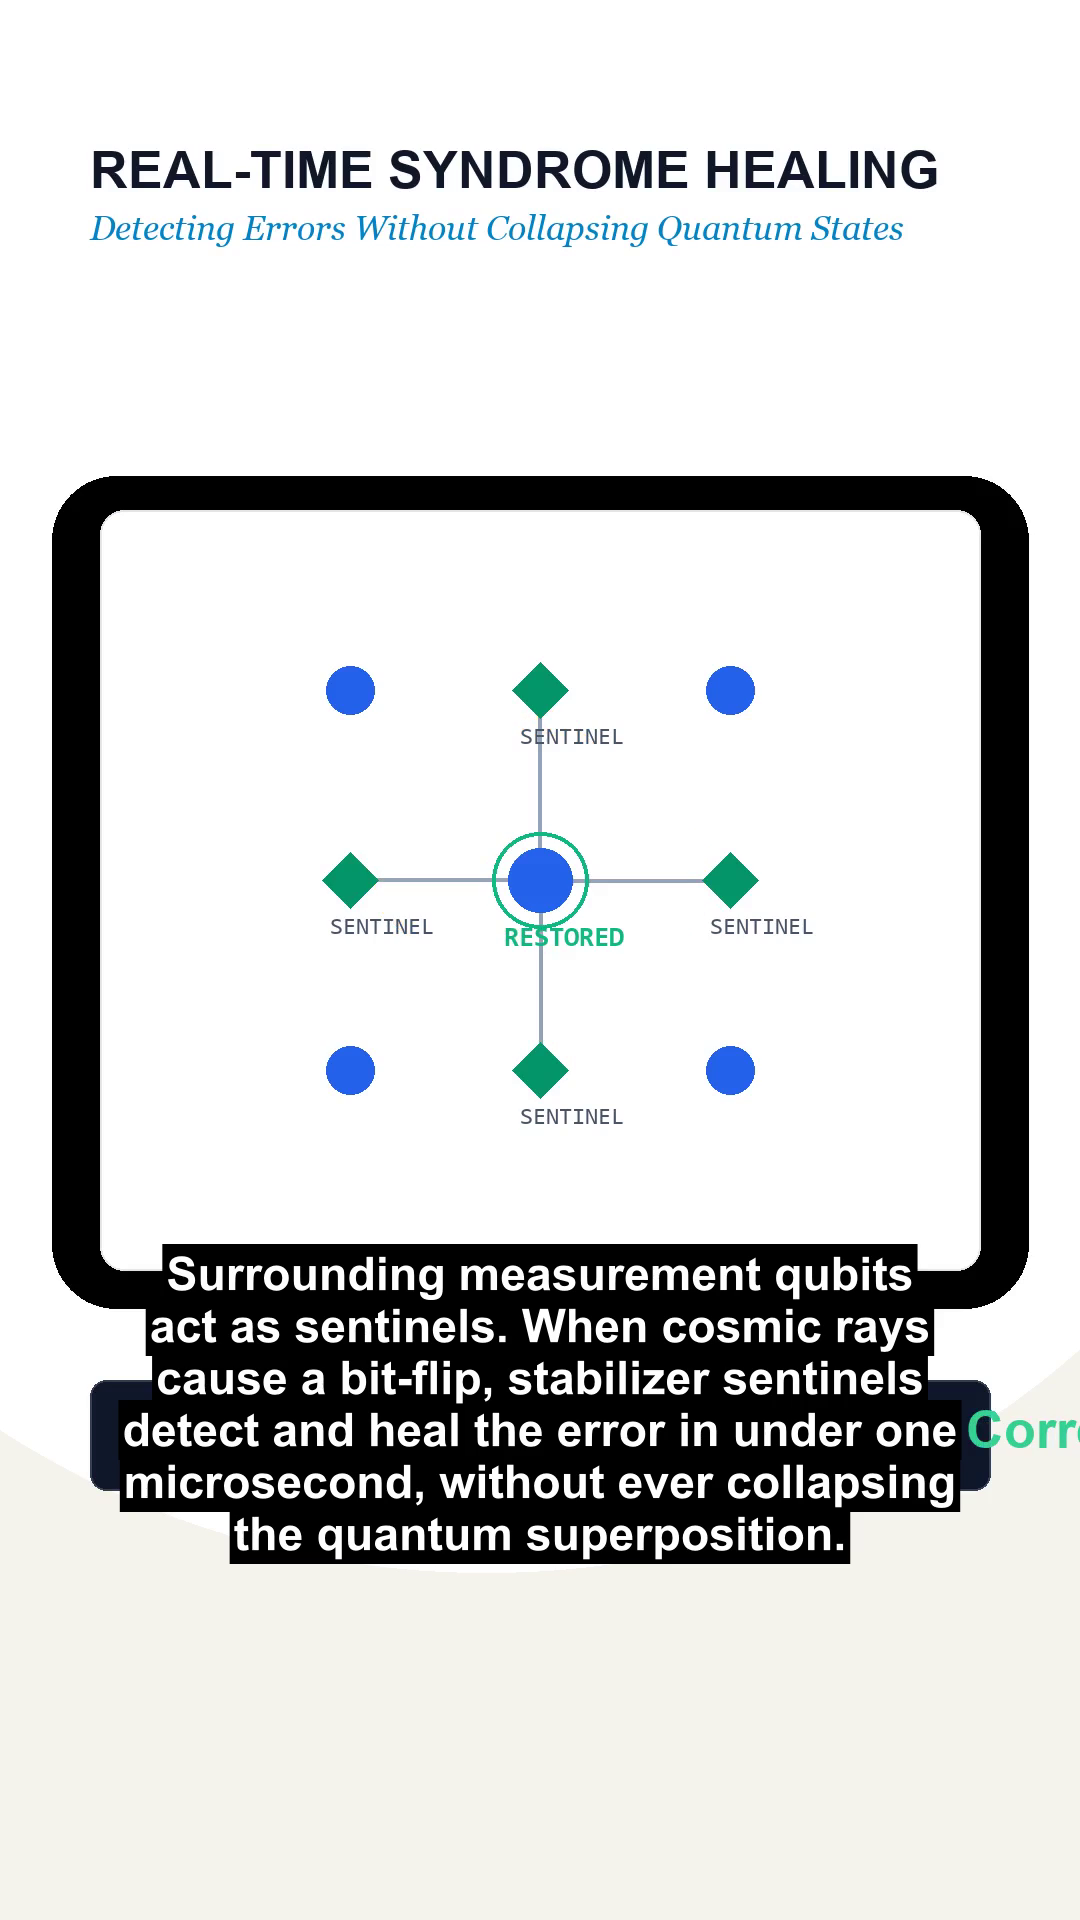 REAL-TIME SYNDROME HEALING
Detecting Errors Without Collapsing Quantum States
SENTINEL
SENTINEL
RESTORED
SENTINEL
SENTINEL
Surrounding measurement qubits
act as sentinels. When cosmic rays
cause a bit-flip, stabilizer sentinels
detect and heal the error in under one
microsecond, without ever collapsing
the quantum superposition.